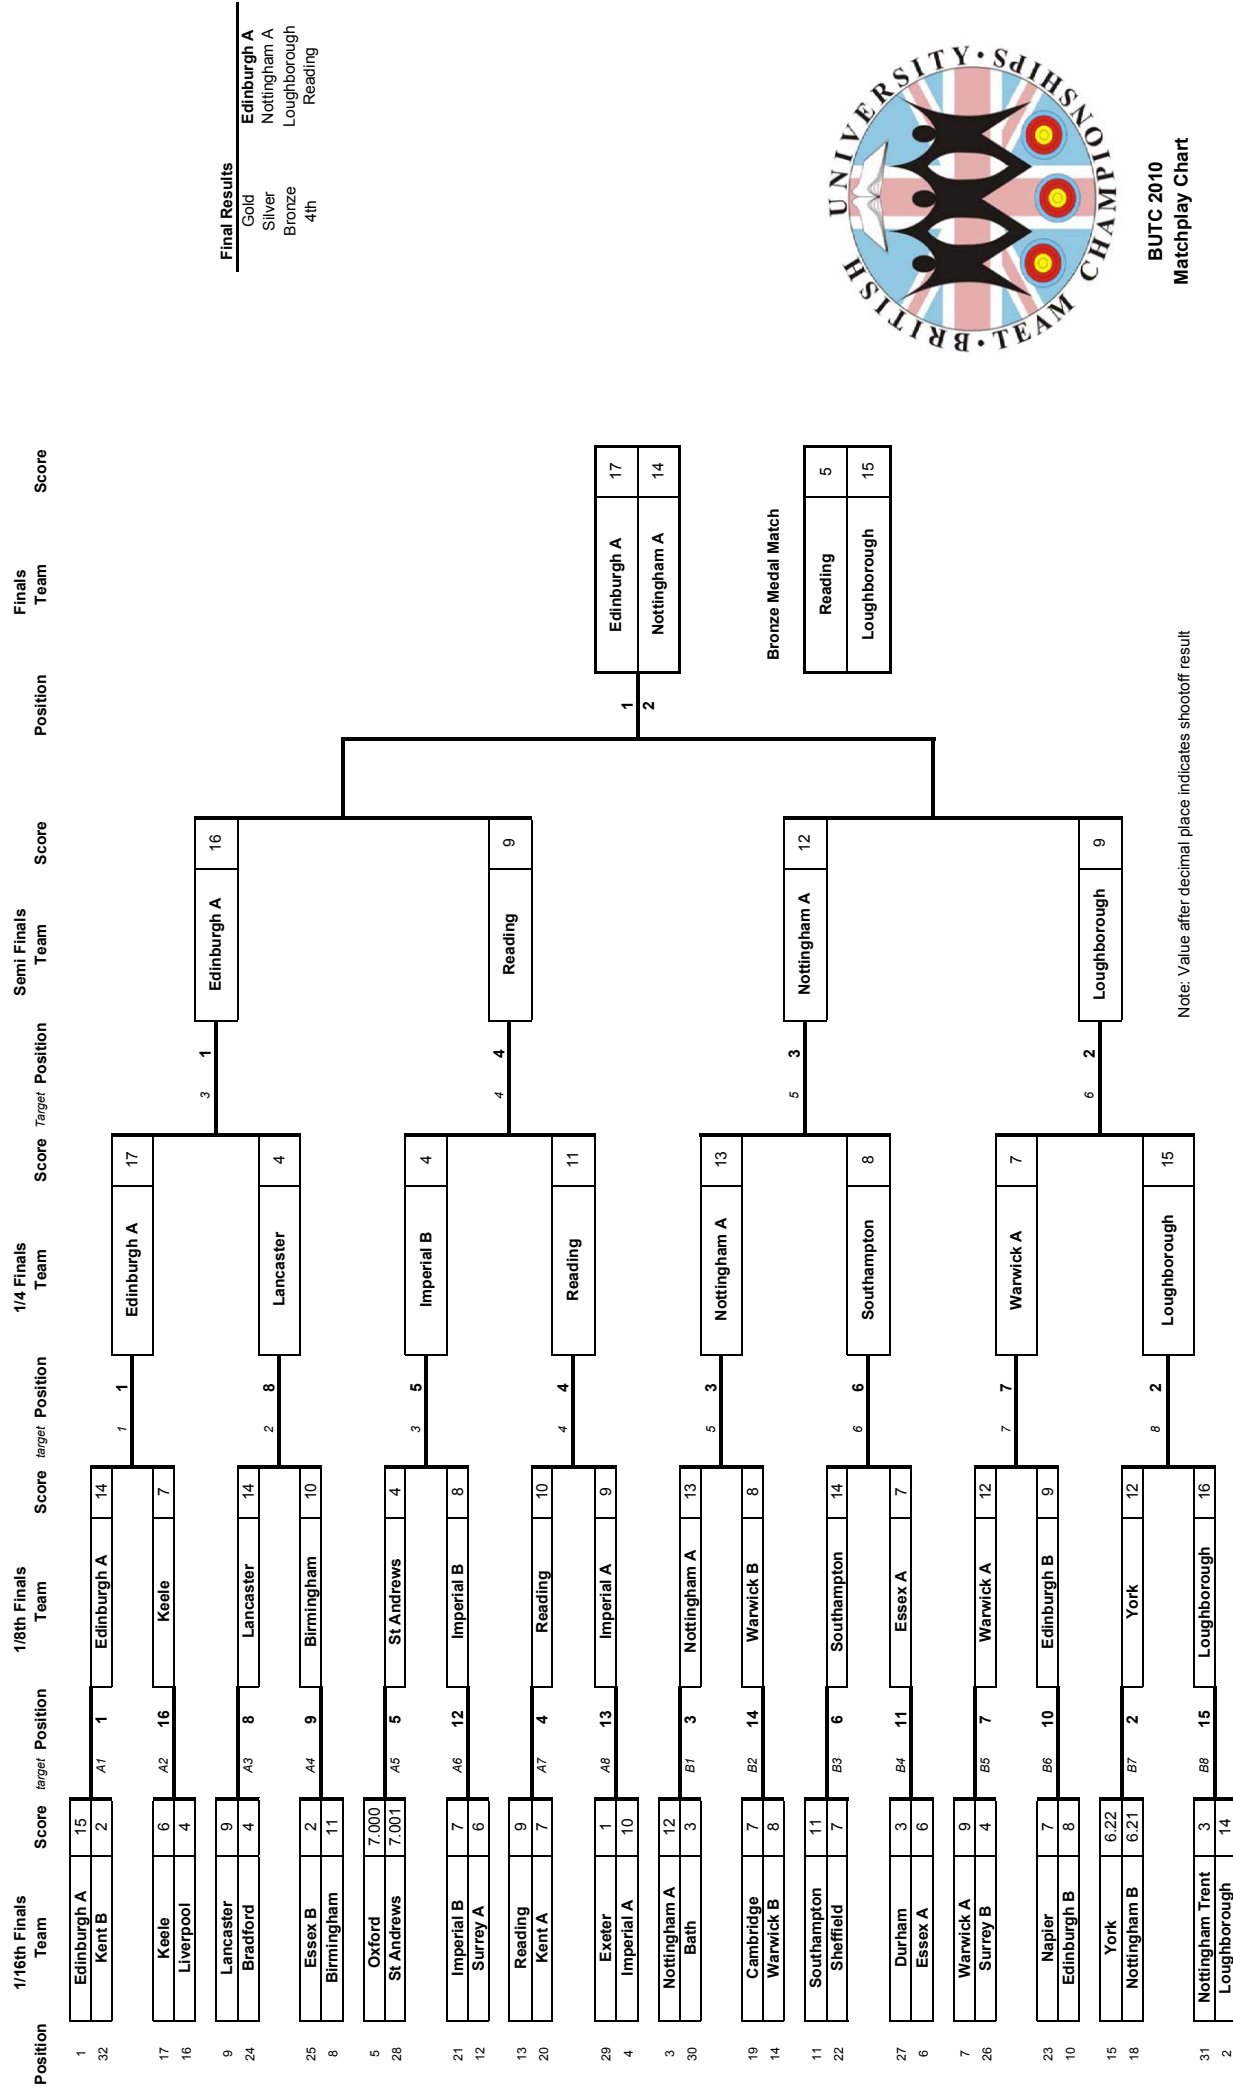 1/16th Finals 1/8th Finals 1/4 Finals Semi Finals Finals
Position Team Score target Position Team Score target Position Team Score Target Position Team Score Position Team Score
1 Edinburgh A 15
32 Kent B 2
A1 1 Edinburgh A 14
1 1 Edinburgh A 17
17 Keele 6
16 Liverpool 4
A2 16 Keele 7
3 1 Edinburgh A 16
9 Lancaster 9
24 Bradford 4
A3 8 Lancaster 14
2 8 Lancaster 4
25 Essex B 2
8 Birmingham 11
A4 9 Birmingham 10
5 Oxford 7.000
28 St Andrews 7.001
A5 5 St Andrews 4
3 5 Imperial B 4
21 Imperial B 7
12 Surrey A 6
A6 12 Imperial B 8
4 4 Reading 9
13 Reading 9
20 Kent A 7
A7 4 Reading 10
4 4 Reading 11
29 Exeter 1
4 Imperial A 10
A8 13 Imperial A 9
1 Edinburgh A 17
2 Nottingham A 14
3 Nottingham A 12
30 Bath 3
B1 3 Nottingham A 13
5 3 Nottingham A 13
19 Cambridge 7
14 Warwick B 8
B2 14 Warwick B 8
5 3 Nottingham A 12
Bronze Medal Match
Reading 5
Loughborough 15
11 Southampton 11
22 Sheffield 7
B3 6 Southampton 14
6 6 Southampton 8
27 Durham 3
6 Essex A 6
B4 11 Essex A 7
7 Warwick A 9
26 Surrey B 4
B5 7 Warwick A 12
7 7 Warwick A 7
23 Napier 7
10 Edinburgh B 8
B6 10 Edinburgh B 9
6 2 Loughborough 9
15 York 6.22
18 Nottingham B 6.21
B7 2 York 12
8 2 Loughborough 15
31 Nottingham Trent 3
2 Loughborough 14
B8 15 Loughborough 16
Note: Value after decimal place indicates shootoff result
Final Results
Gold Edinburgh A
Silver Nottingham A
Bronze Loughborough
4th Reading
BRITISH UNIVERSITY • TEAM CHAMPIONSHIPS •
BUTC 2010
Matchplay Chart